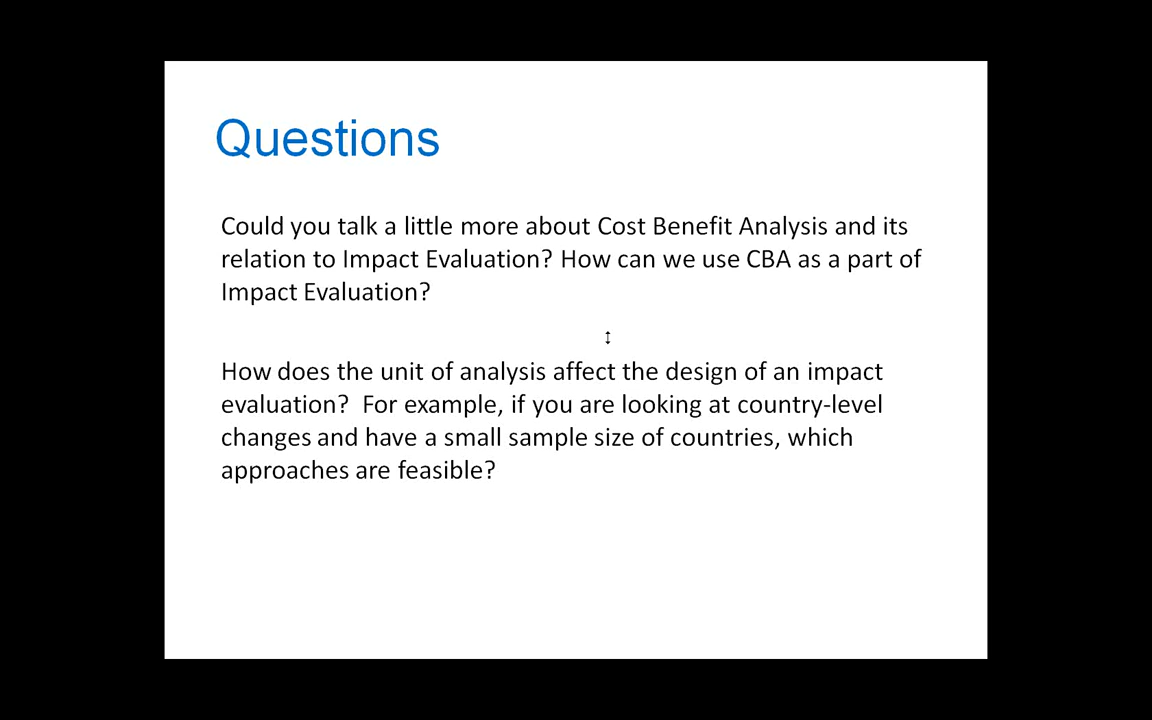 Questions
Could you talk a little more about Cost Benefit Analysis and its
relation to Impact Evaluation? How can we use CBA as a part of
Impact Evaluation?
How does the unit of analysis affect the design of an impact
evaluation?  For example, if you are looking at country-level
changes and have a small sample size of countries, which
approaches are feasible?